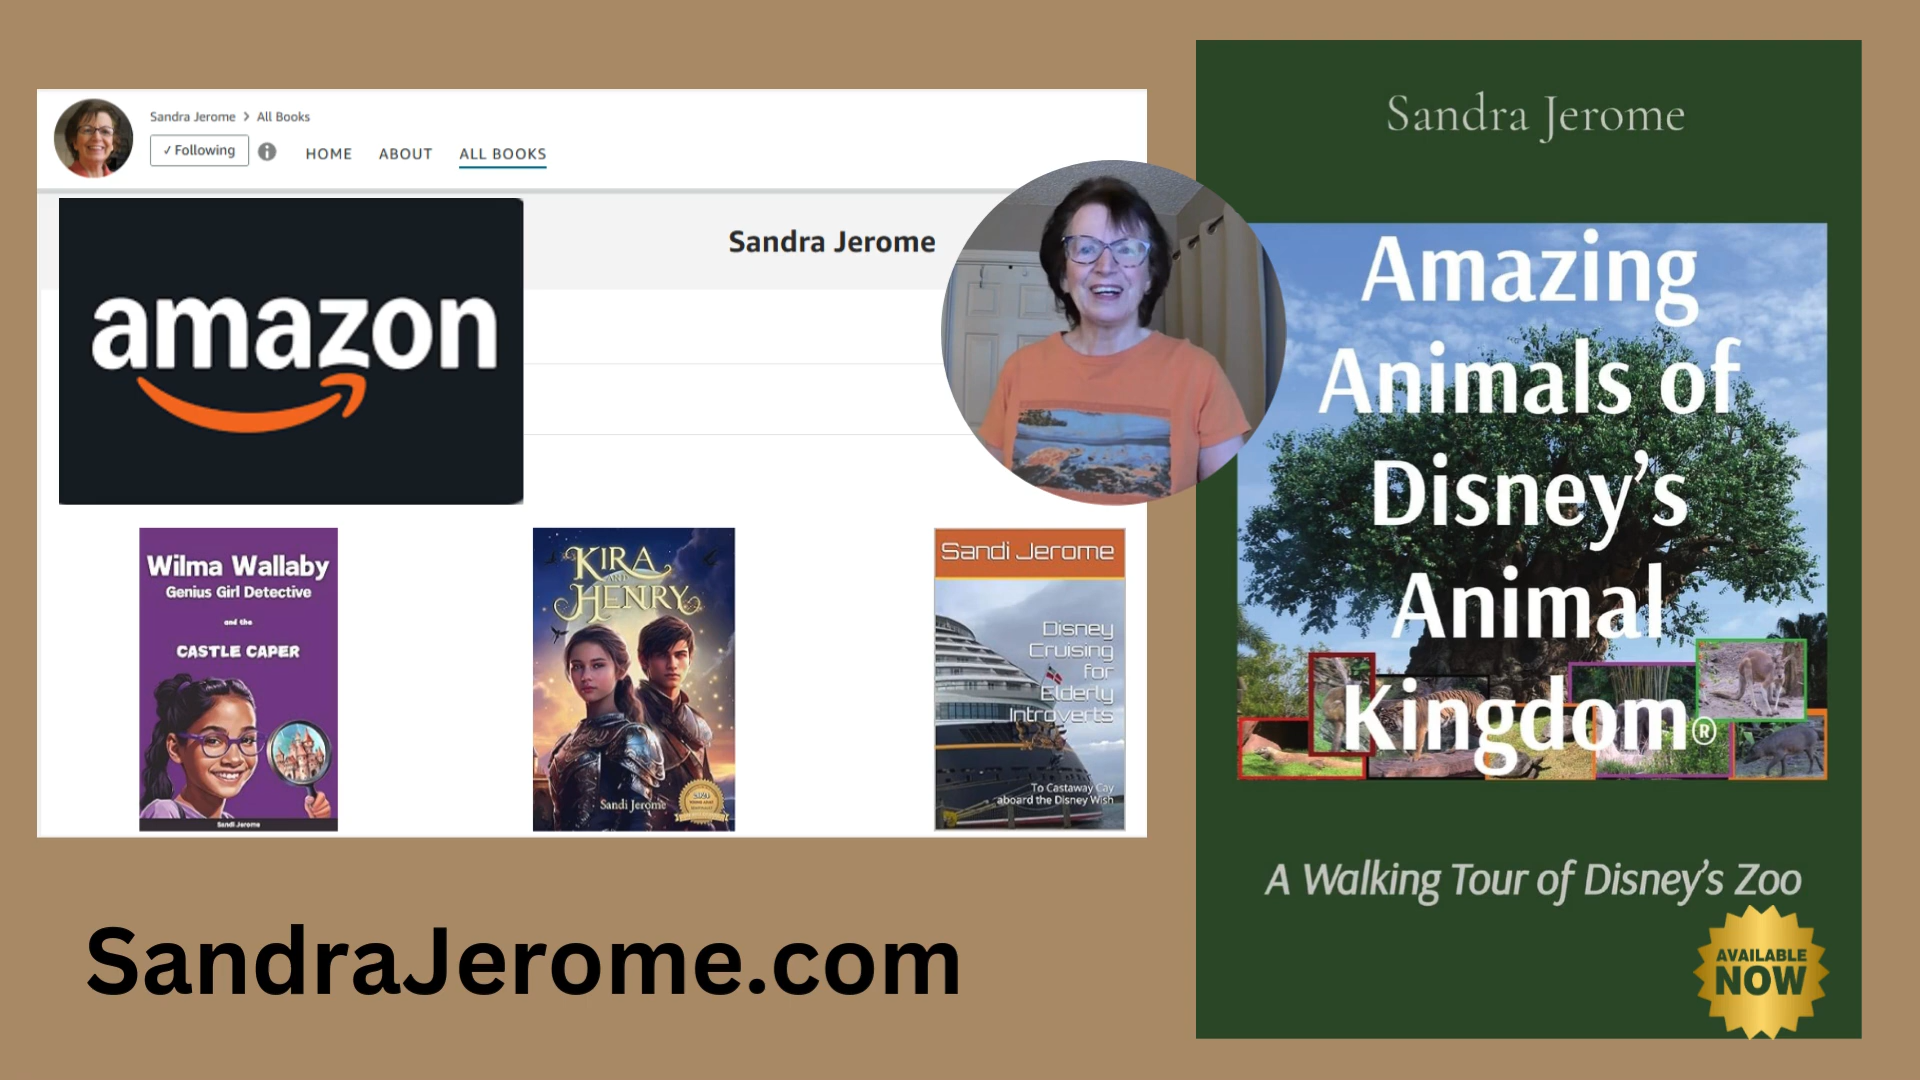 Sandra Jerome > All Books
✓ Following
HOME ABOUT ALL BOOKS
Sandra Jerome
amazon
Wilma Wallaby
Genius Girl Detective
and the
CASTLE CAPER
Sandi Jerome
KIRA
AND
HENRY
Sandi Jerome
2024
Sandi Jerome
Disney
Cruising
for
Elderly
Introverts
To Castaway Cay
aboard the Disney Wish
SandraJerome.com
Sandra Jerome
Amazing
Animals of
Disney’s
Animal
Kingdom®
A Walking Tour of Disney’s Zoo
AVAILABLE
NOW